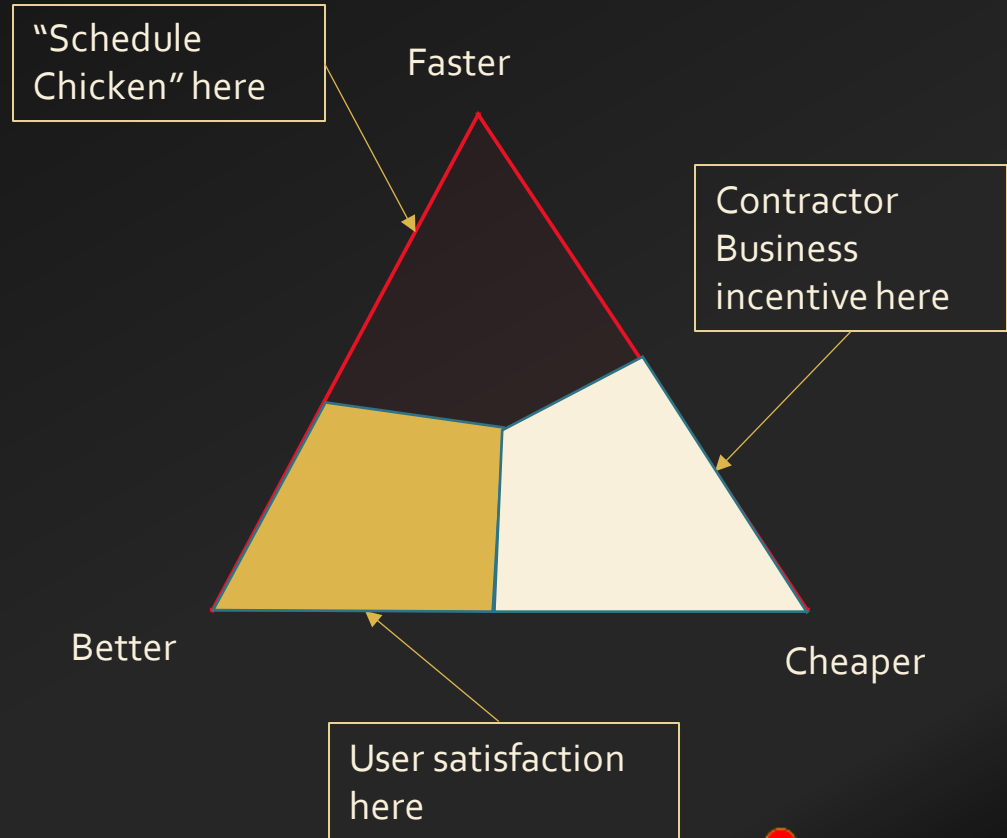 “Schedule
Chicken” here
Faster
Contractor
Business
incentive here
Better
Cheaper
User satisfaction
here